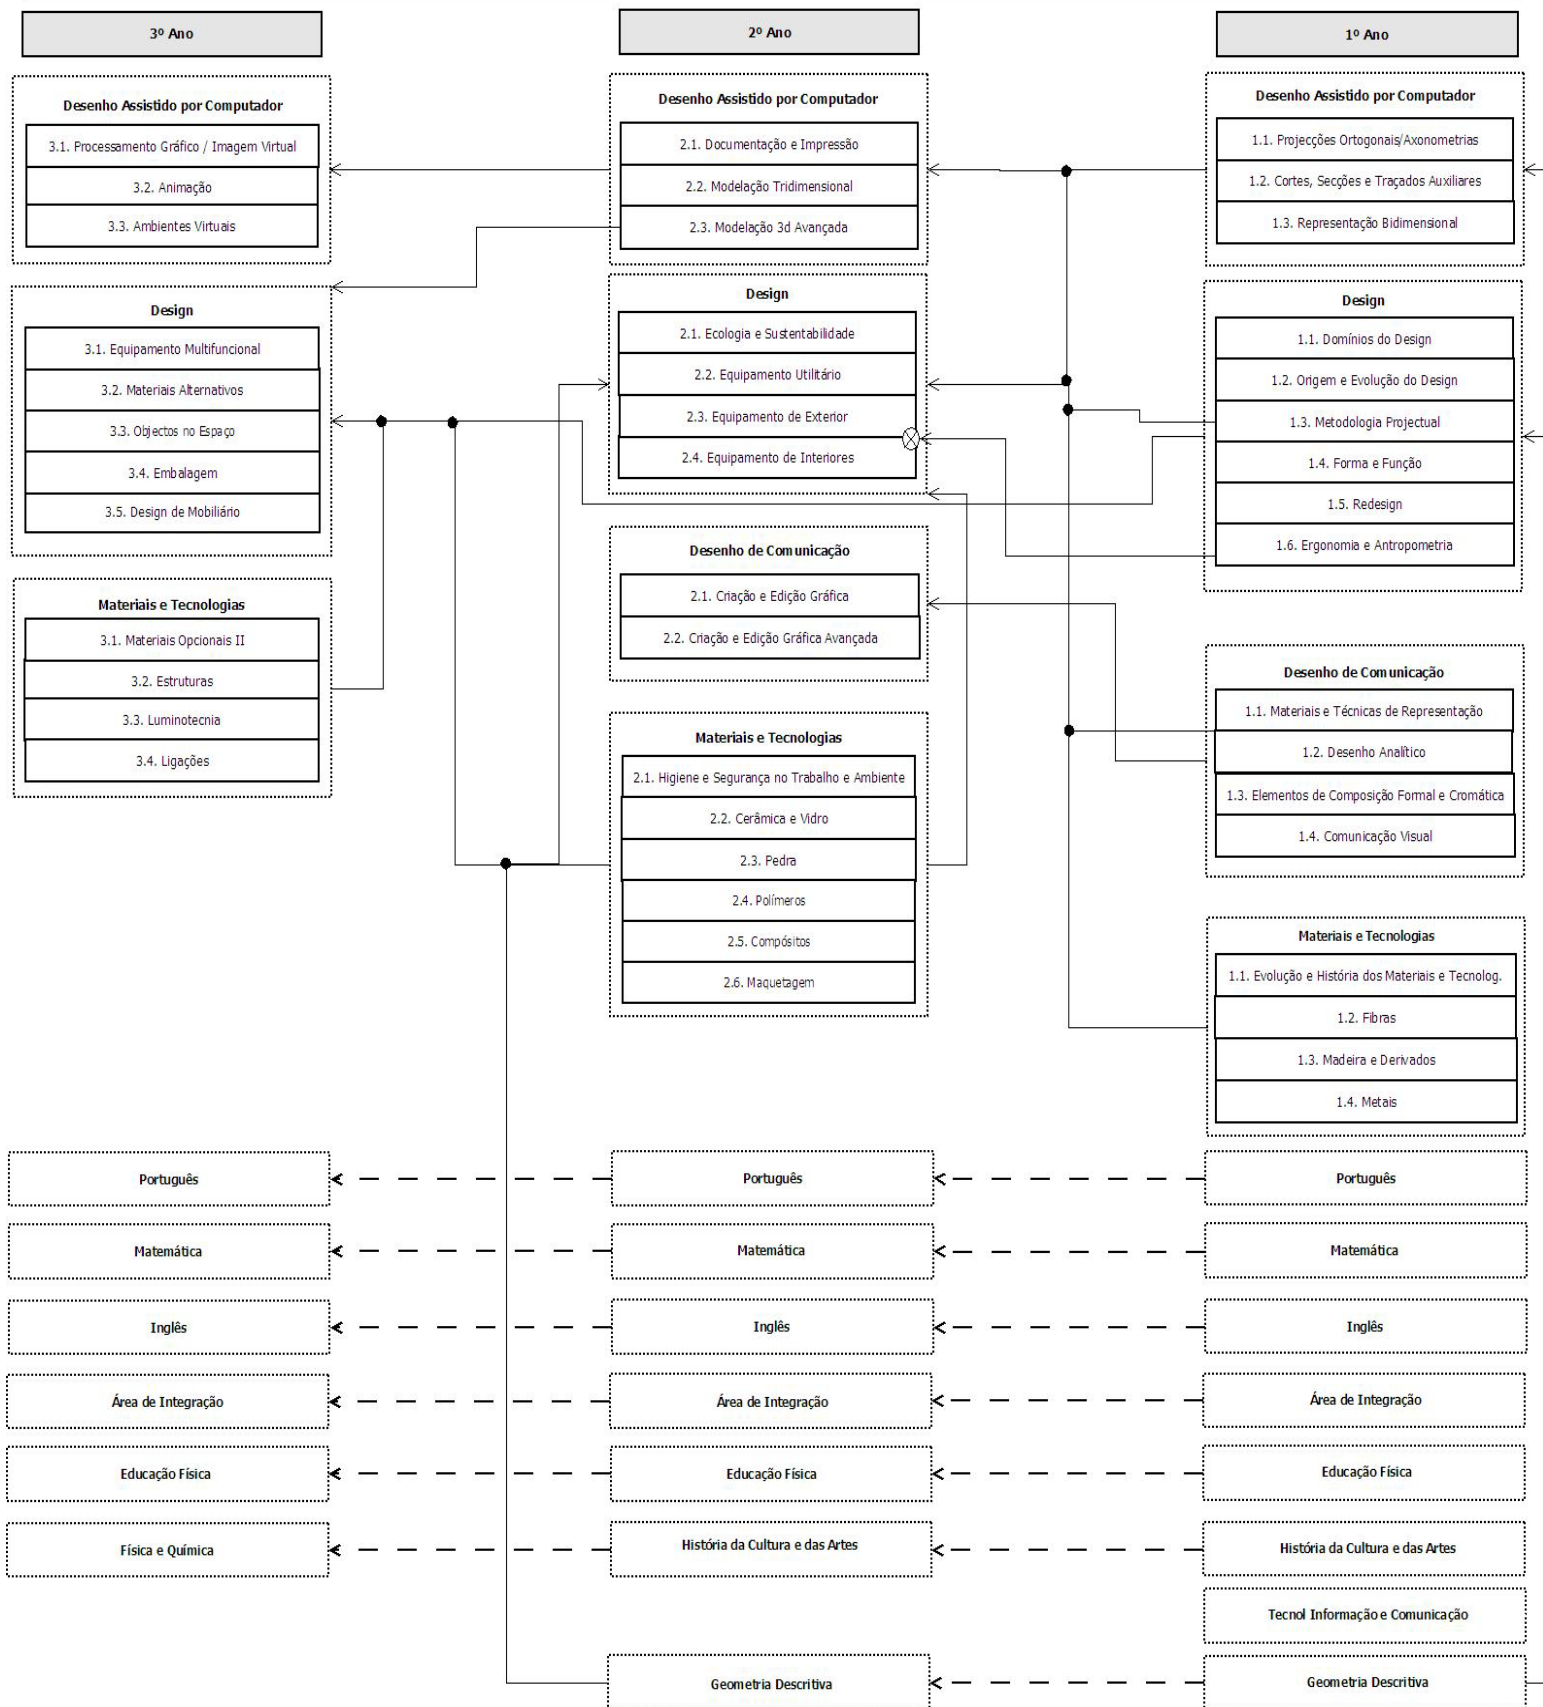 3º Ano
2º Ano
1º Ano
Desenho Assistido por Computador
3.1. Processamento Gráfico / Imagem Virtual
3.2. Animação
3.3. Ambientes Virtuais
Design
3.1. Equipamento Multifuncional
3.2. Materiais Alternativos
3.3. Objectos no Espaço
3.4. Embalagem
3.5. Design de Mobiliário
Materiais e Tecnologias
3.1. Materiais Opcionais II
3.2. Estruturas
3.3. Luminotecnia
3.4. Ligações
Desenho Assistido por Computador
2.1. Documentação e Impressão
2.2. Modelação Tridimensional
2.3. Modelação 3d Avançada
Design
2.1. Ecologia e Sustentabilidade
2.2. Equipamento Utilitário
2.3. Equipamento de Exterior
2.4. Equipamento de Interiores
Desenho de Comunicação
2.1. Criação e Edição Gráfica
2.2. Criação e Edição Gráfica Avançada
Materiais e Tecnologias
2.1. Higiene e Segurança no Trabalho e Ambiente
2.2. Cerâmica e Vidro
2.3. Pedra
2.4. Polímeros
2.5. Compósitos
2.6. Maquetagem
Desenho Assistido por Computador
1.1. Projecções Ortogonais/Axonometrias
1.2. Cortes, Secções e Traçados Auxiliares
1.3. Representação Bidimensional
Design
1.1. Domínios do Design
1.2. Origem e Evolução do Design
1.3. Metodologia Projectual
1.4. Forma e Função
1.5. Redesign
1.6. Ergonomia e Antropometria
Desenho de Comunicação
1.1. Materiais e Técnicas de Representação
1.2. Desenho Analítico
1.3. Elementos de Composição Formal e Cromática
1.4. Comunicação Visual
Materiais e Tecnologias
1.1. Evolução e História dos Materiais e Tecnolog.
1.2. Fibras
1.3. Madeira e Derivados
1.4. Metais
Português
Português
Português
Matemática
Matemática
Matemática
Inglês
Inglês
Inglês
Área de Integração
Área de Integração
Área de Integração
Educação Física
Educação Física
Educação Física
Física e Química
História da Cultura e das Artes
História da Cultura e das Artes
Tecnol Informação e Comunicação
Geometria Descritiva
Geometria Descritiva